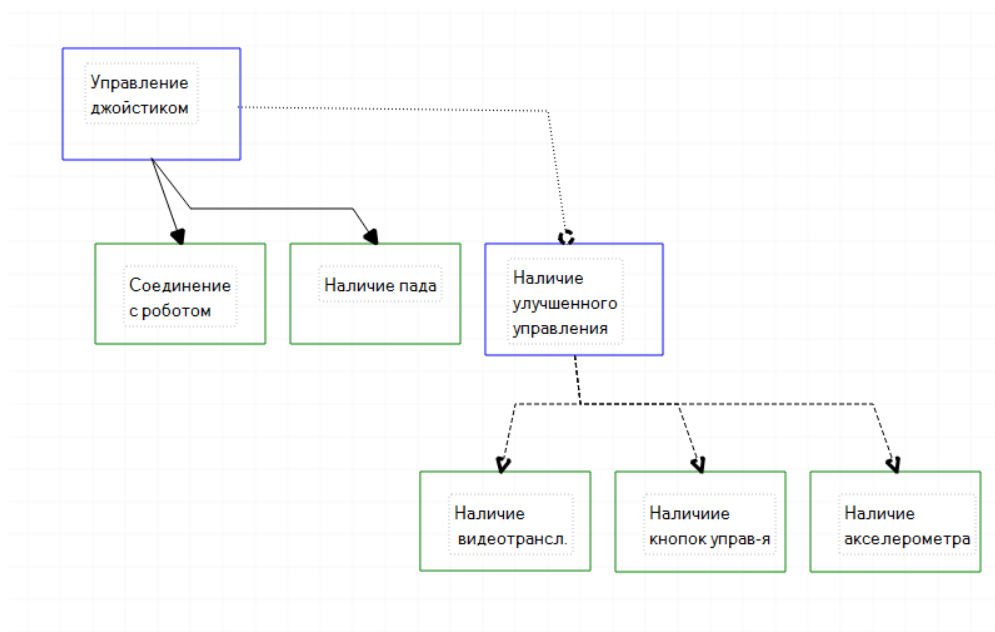 Управление
джойстиком
Соединение
с роботом
Наличие пада
Наличие
улучшенного
управления
Наличие
видеотрансл.
Наличиие
кнопок управ-я
Наличие
акселерометра